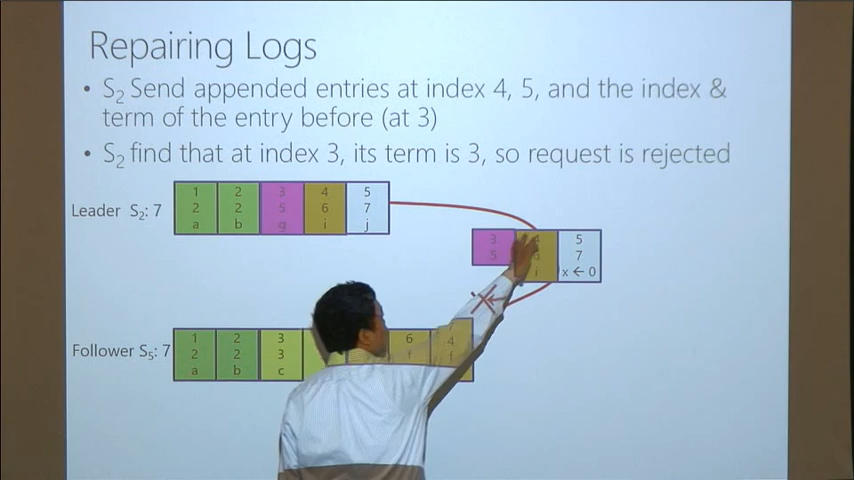 Repairing Logs
• S2 Send appended entries at index 4, 5, and the index &
term of the entry before (at 3)
• S2 find that at index 3, its term is 3, so request is rejected
Leader S2: 7
1 2 3 4 5
2 2 5 6 7
a b g i j
3 4 5
5 7
i x ← 0
Follower S5: 7
1 2 3 6 4
2 2 3 f f
a b c